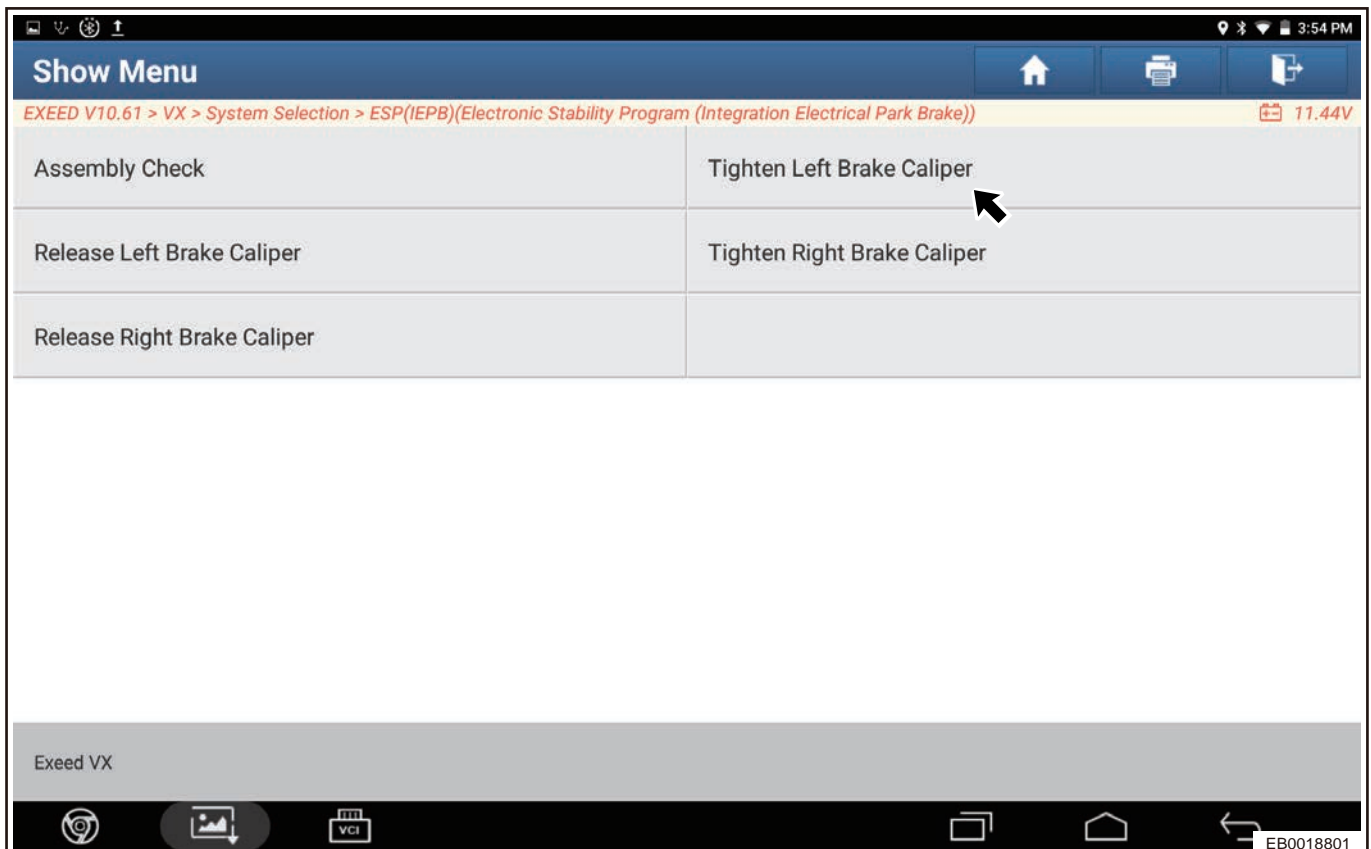 3:54 PM
Show Menu
EXEED V10.61 > VX > System Selection > ESP(IEPB)(Electronic Stability Program (Integration Electrical Park Brake))
11.44V
Assembly Check
Tighten Left Brake Caliper
Release Left Brake Caliper
Tighten Right Brake Caliper
Release Right Brake Caliper
Exeed VX
VCI
EB0018801